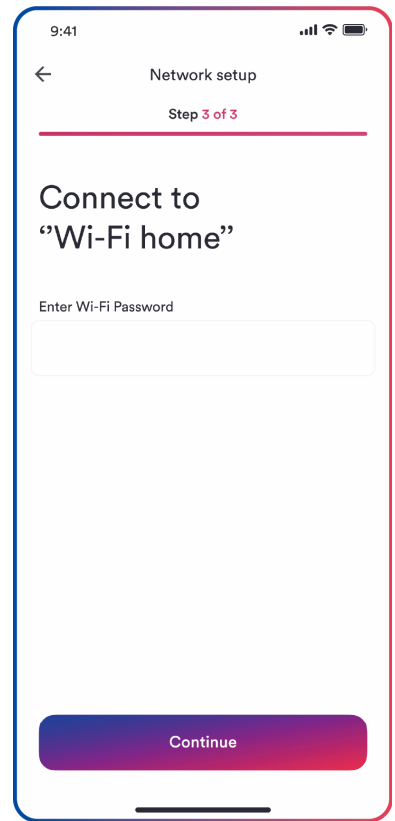 9:41
Network setup
Step 3 of 3
Connect to
‘’Wi-Fi home’’
Enter Wi-Fi Password
Continue